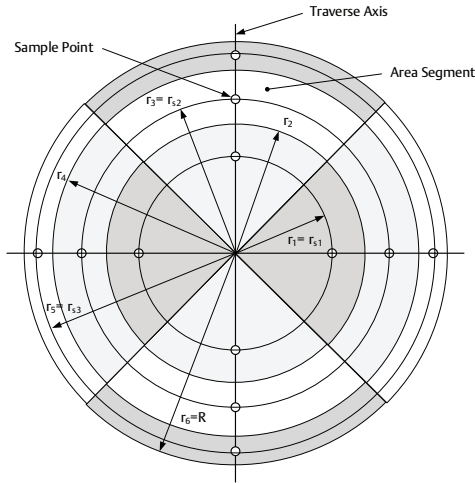 Traverse Axis
Sample Point
Area Segment
r3= rs2
r2
r4
r1= rs1
r5= rs3
r6=R